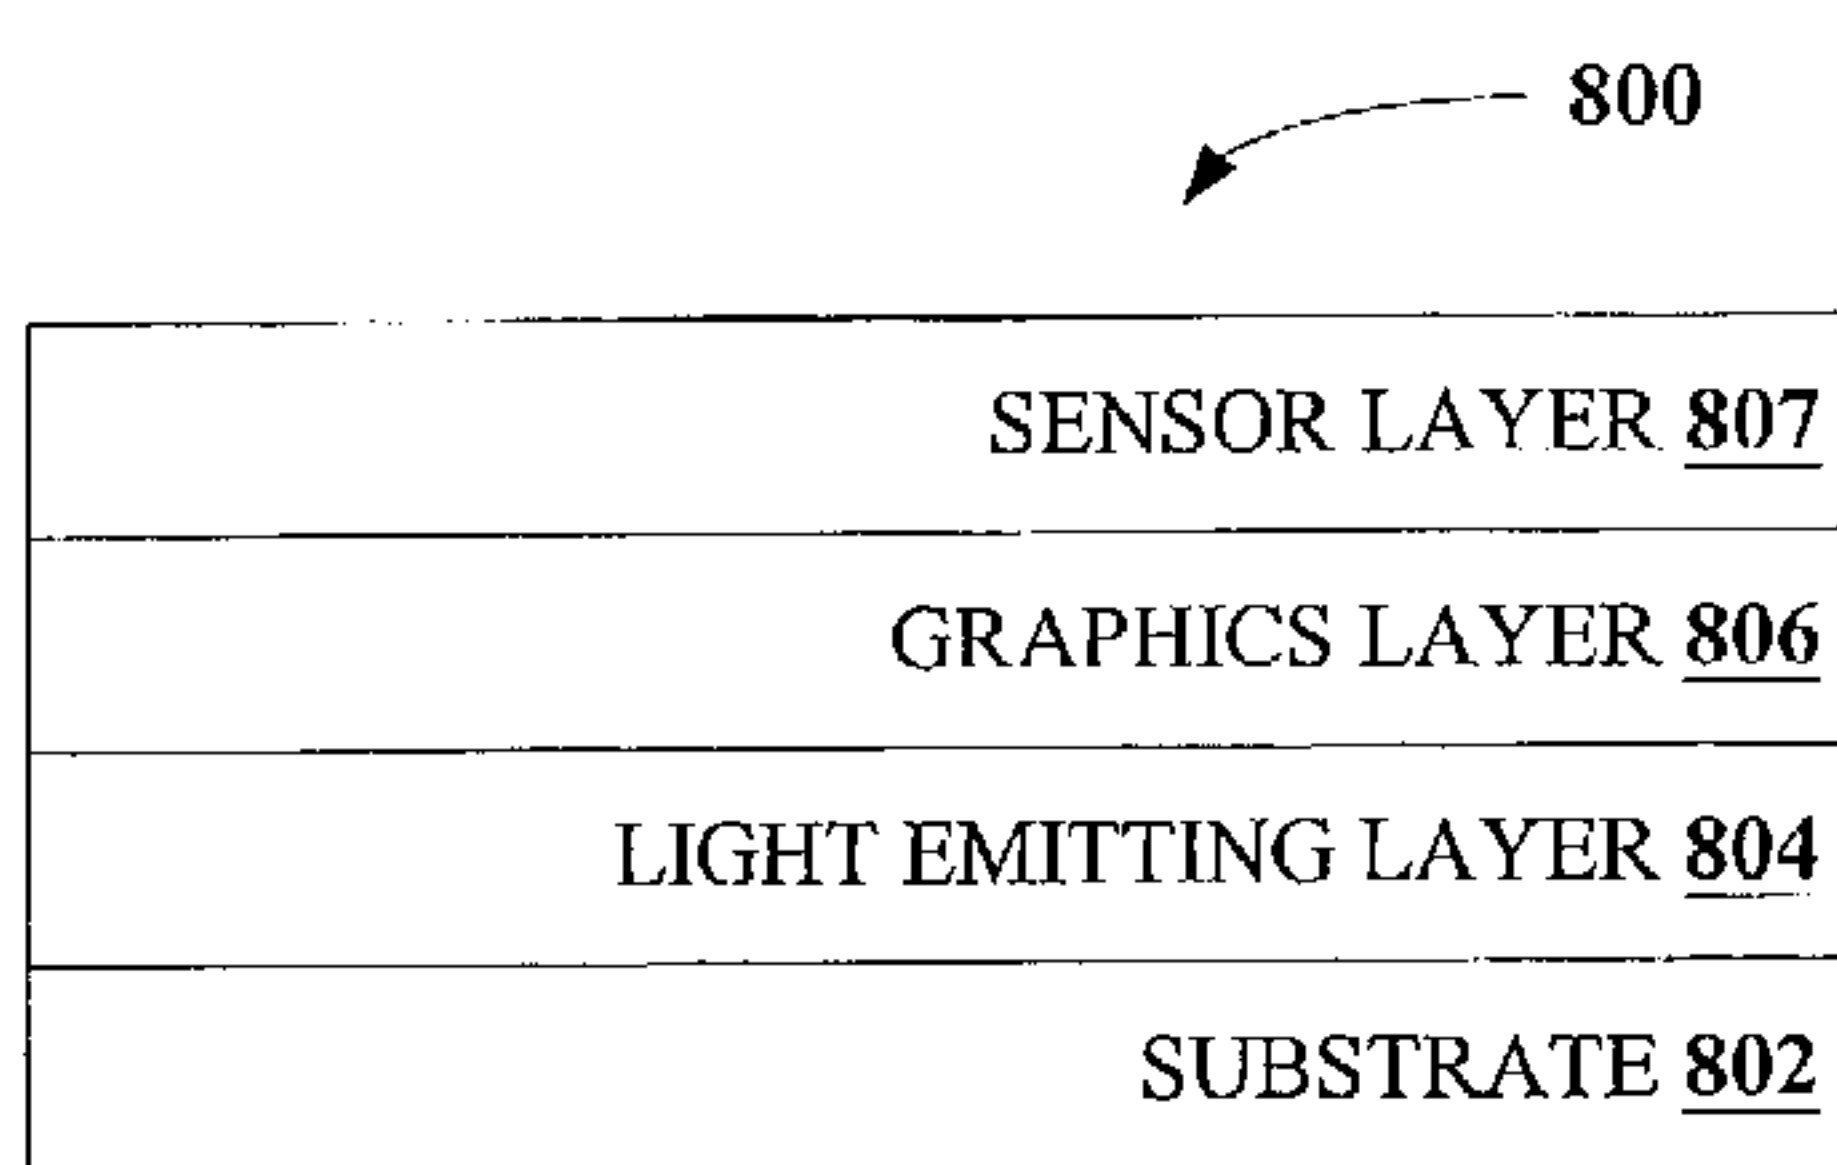 800
SENSOR LAYER 807
GRAPHICS LAYER 806
LIGHT EMITTING LAYER 804
SUBSTRATE 802